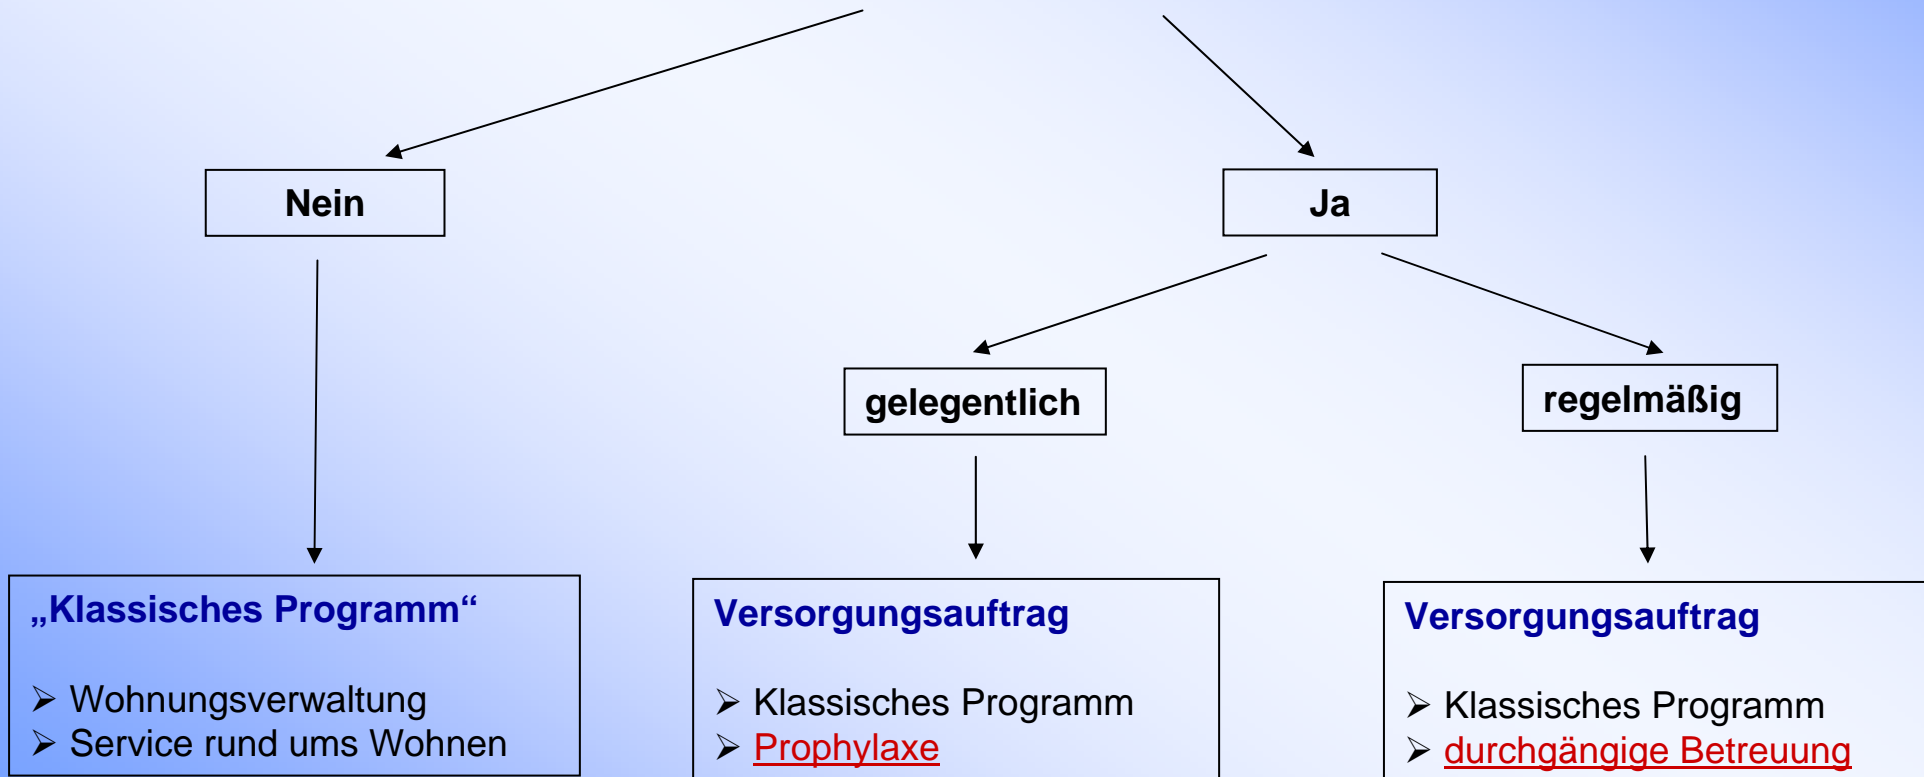 Nein
Ja
gelegentlich
regelmäßig
„Klassisches Programm“
➢ Wohnungsverwaltung
➢ Service rund ums Wohnen
Versorgungsauftrag
➢ Klassisches Programm
➢ Prophylaxe
Versorgungsauftrag
➢ Klassisches Programm
➢ durchgängige Betreuung